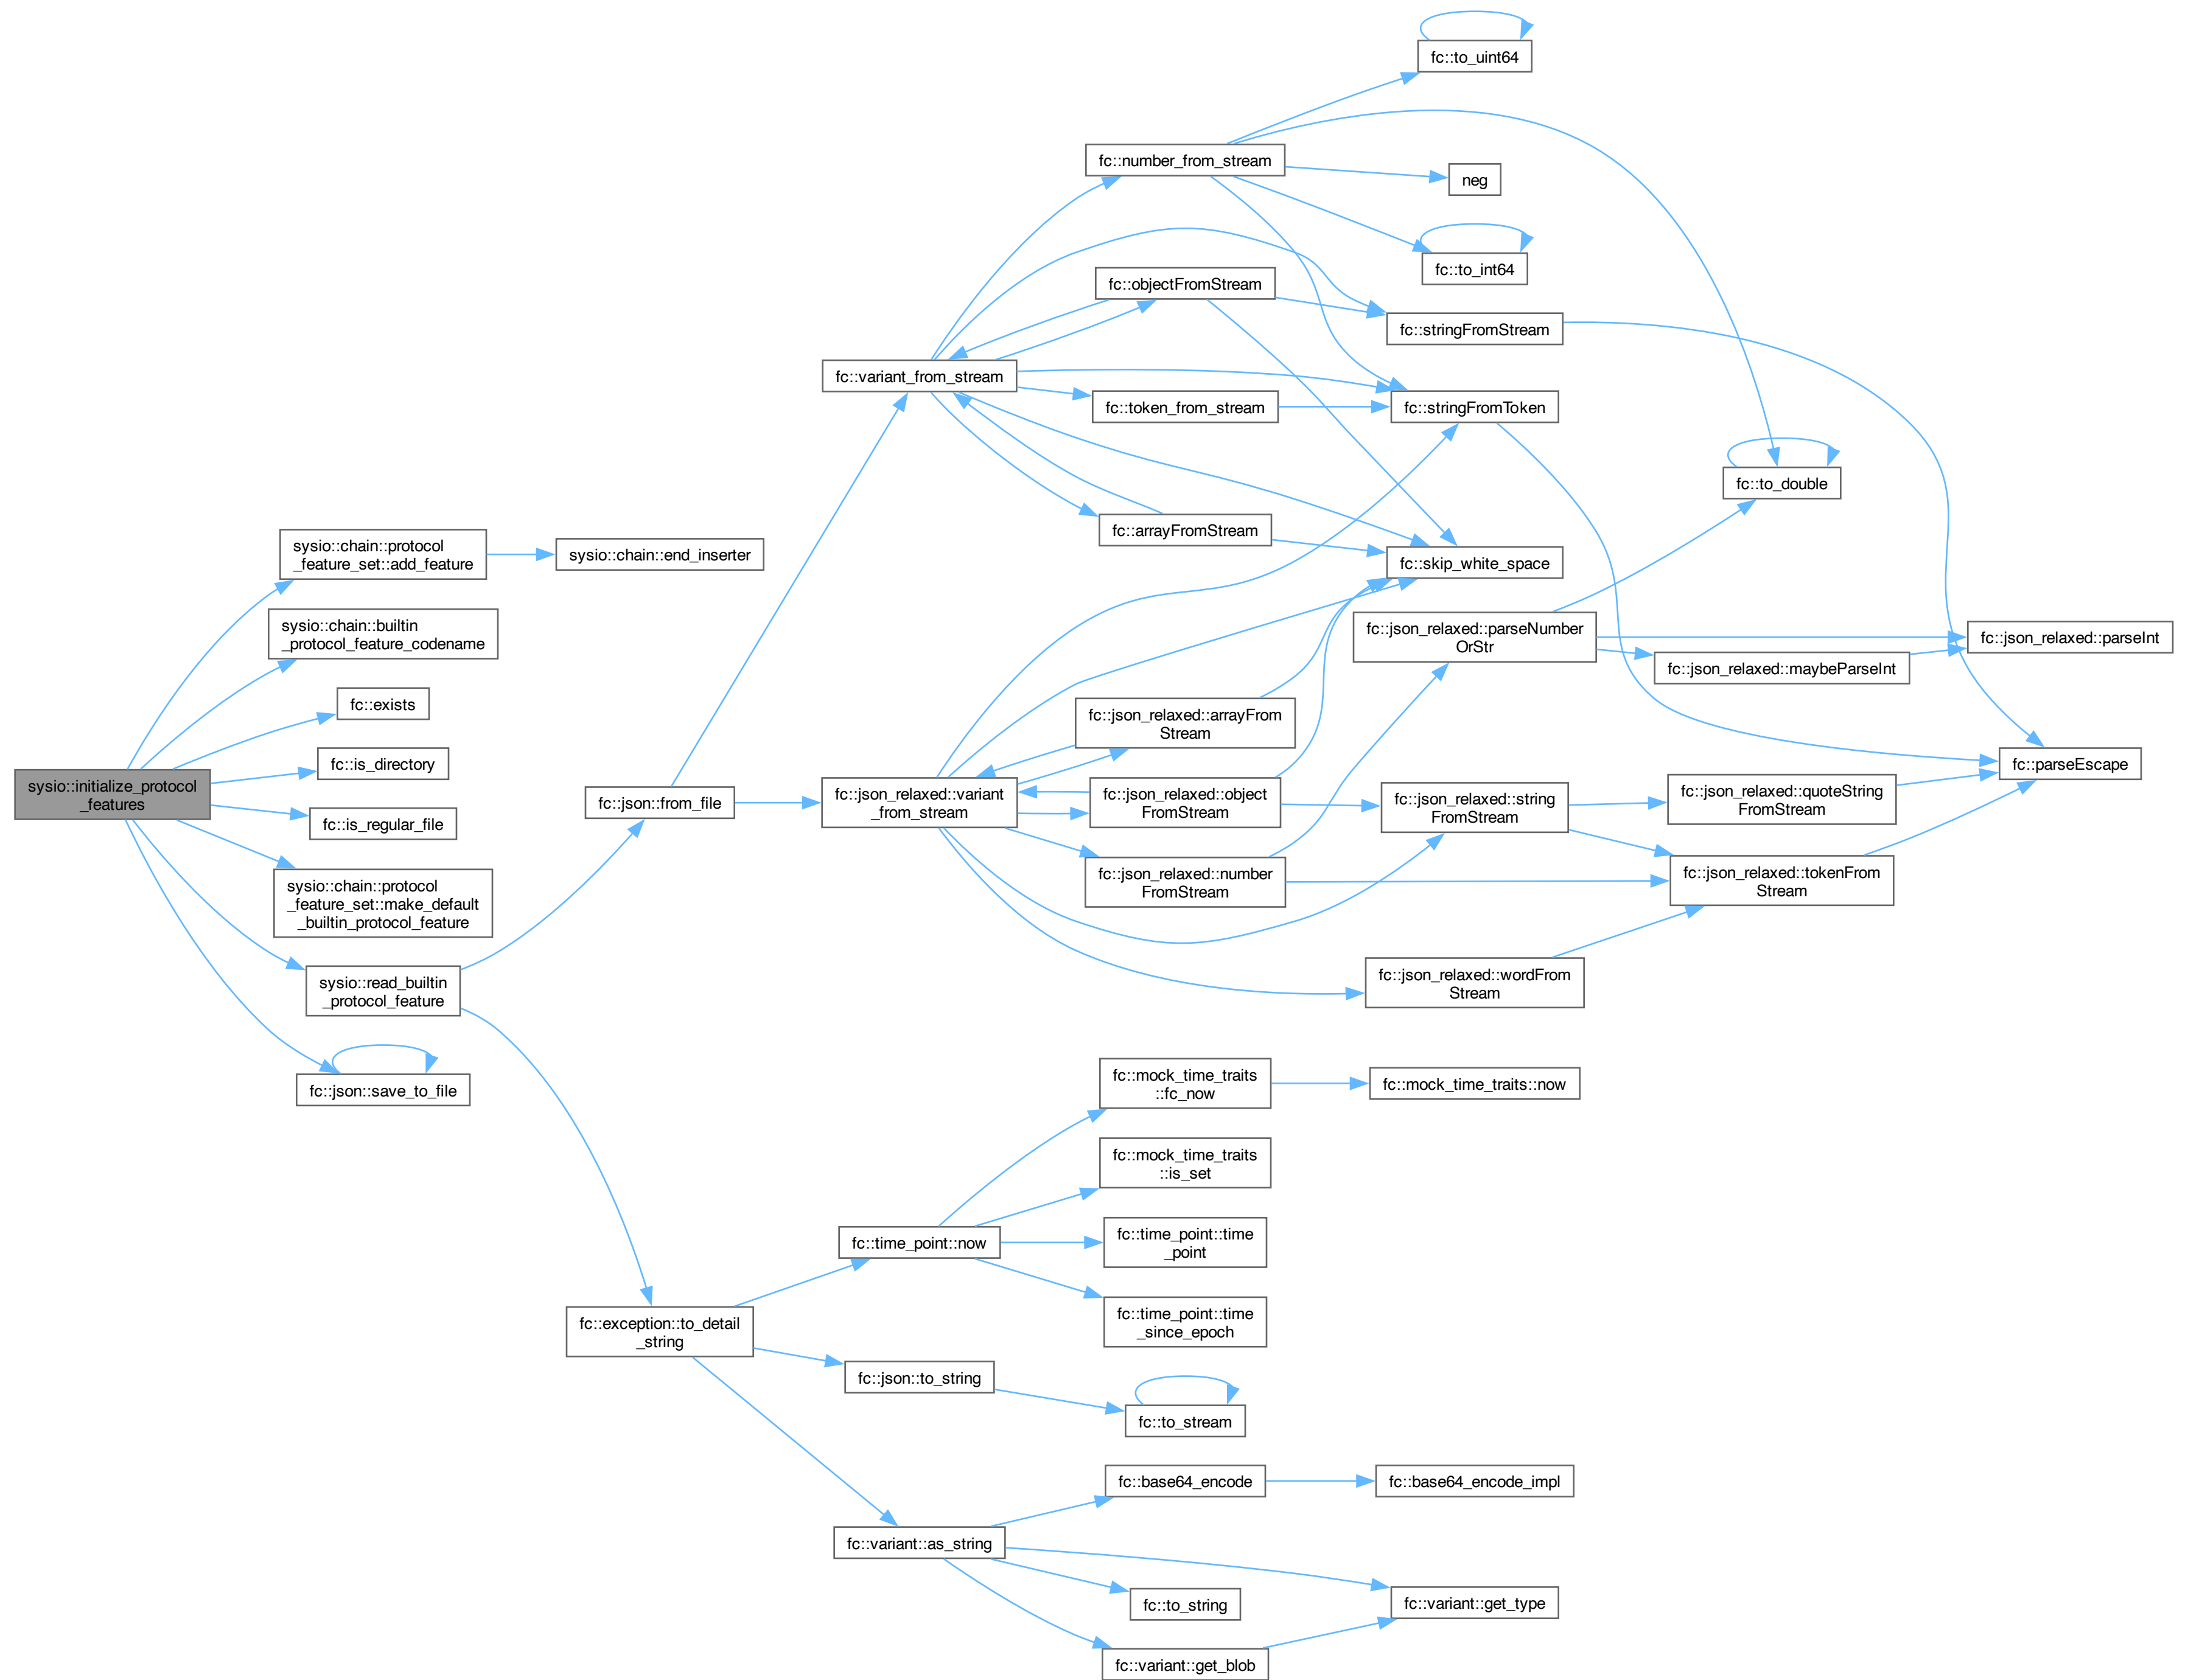 sysio::initialize_protocol
_features
sysio::chain::protocol
_feature_set::add_feature
sysio::chain::end_inserter
sysio::chain::builtin
_protocol_feature_codename
fc::exists
fc::is_directory
fc::is_regular_file
sysio::chain::protocol
_feature_set::make_default
_builtin_protocol_feature
sysio::read_builtin
_protocol_feature
fc::json::save_to_file
fc::json::from_file
fc::variant_from_stream
fc::number_from_stream
fc::to_uint64
neg
fc::to_int64
fc::objectFromStream
fc::stringFromStream
fc::token_from_stream
fc::stringFromToken
fc::arrayFromStream
fc::skip_white_space
fc::to_double
fc::json_relaxed::variant
_from_stream
fc::json_relaxed::arrayFrom
Stream
fc::json_relaxed::object
FromStream
fc::json_relaxed::number
FromStream
fc::json_relaxed::parseNumber
OrStr
fc::json_relaxed::maybeParseInt
fc::json_relaxed::parseInt
fc::json_relaxed::string
FromStream
fc::json_relaxed::quoteString
FromStream
fc::json_relaxed::tokenFrom
Stream
fc::parseEscape
fc::json_relaxed::wordFrom
Stream
fc::exception::to_detail
_string
fc::time_point::now
fc::mock_time_traits
::fc_now
fc::mock_time_traits::now
fc::mock_time_traits
::is_set
fc::time_point::time
_point
fc::time_point::time
_since_epoch
fc::json::to_string
fc::to_stream
fc::variant::as_string
fc::base64_encode
fc::base64_encode_impl
fc::to_string
fc::variant::get_type
fc::variant::get_blob